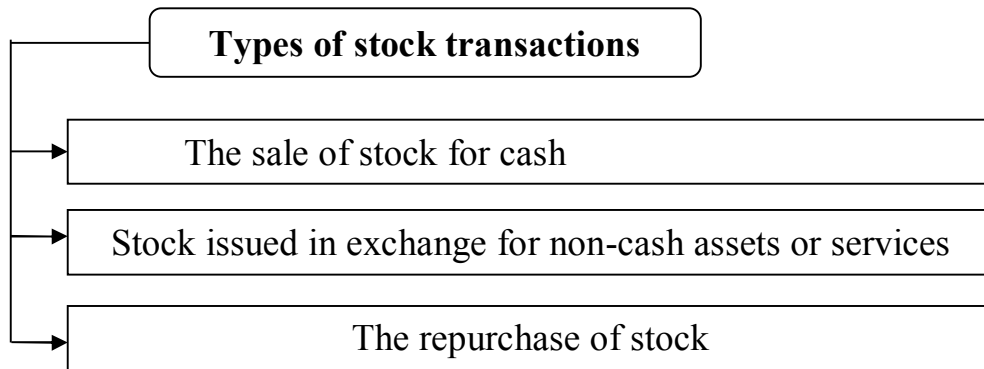 Types of stock transactions
The sale of stock for cash
Stock issued in exchange for non-cash assets or services
The repurchase of stock